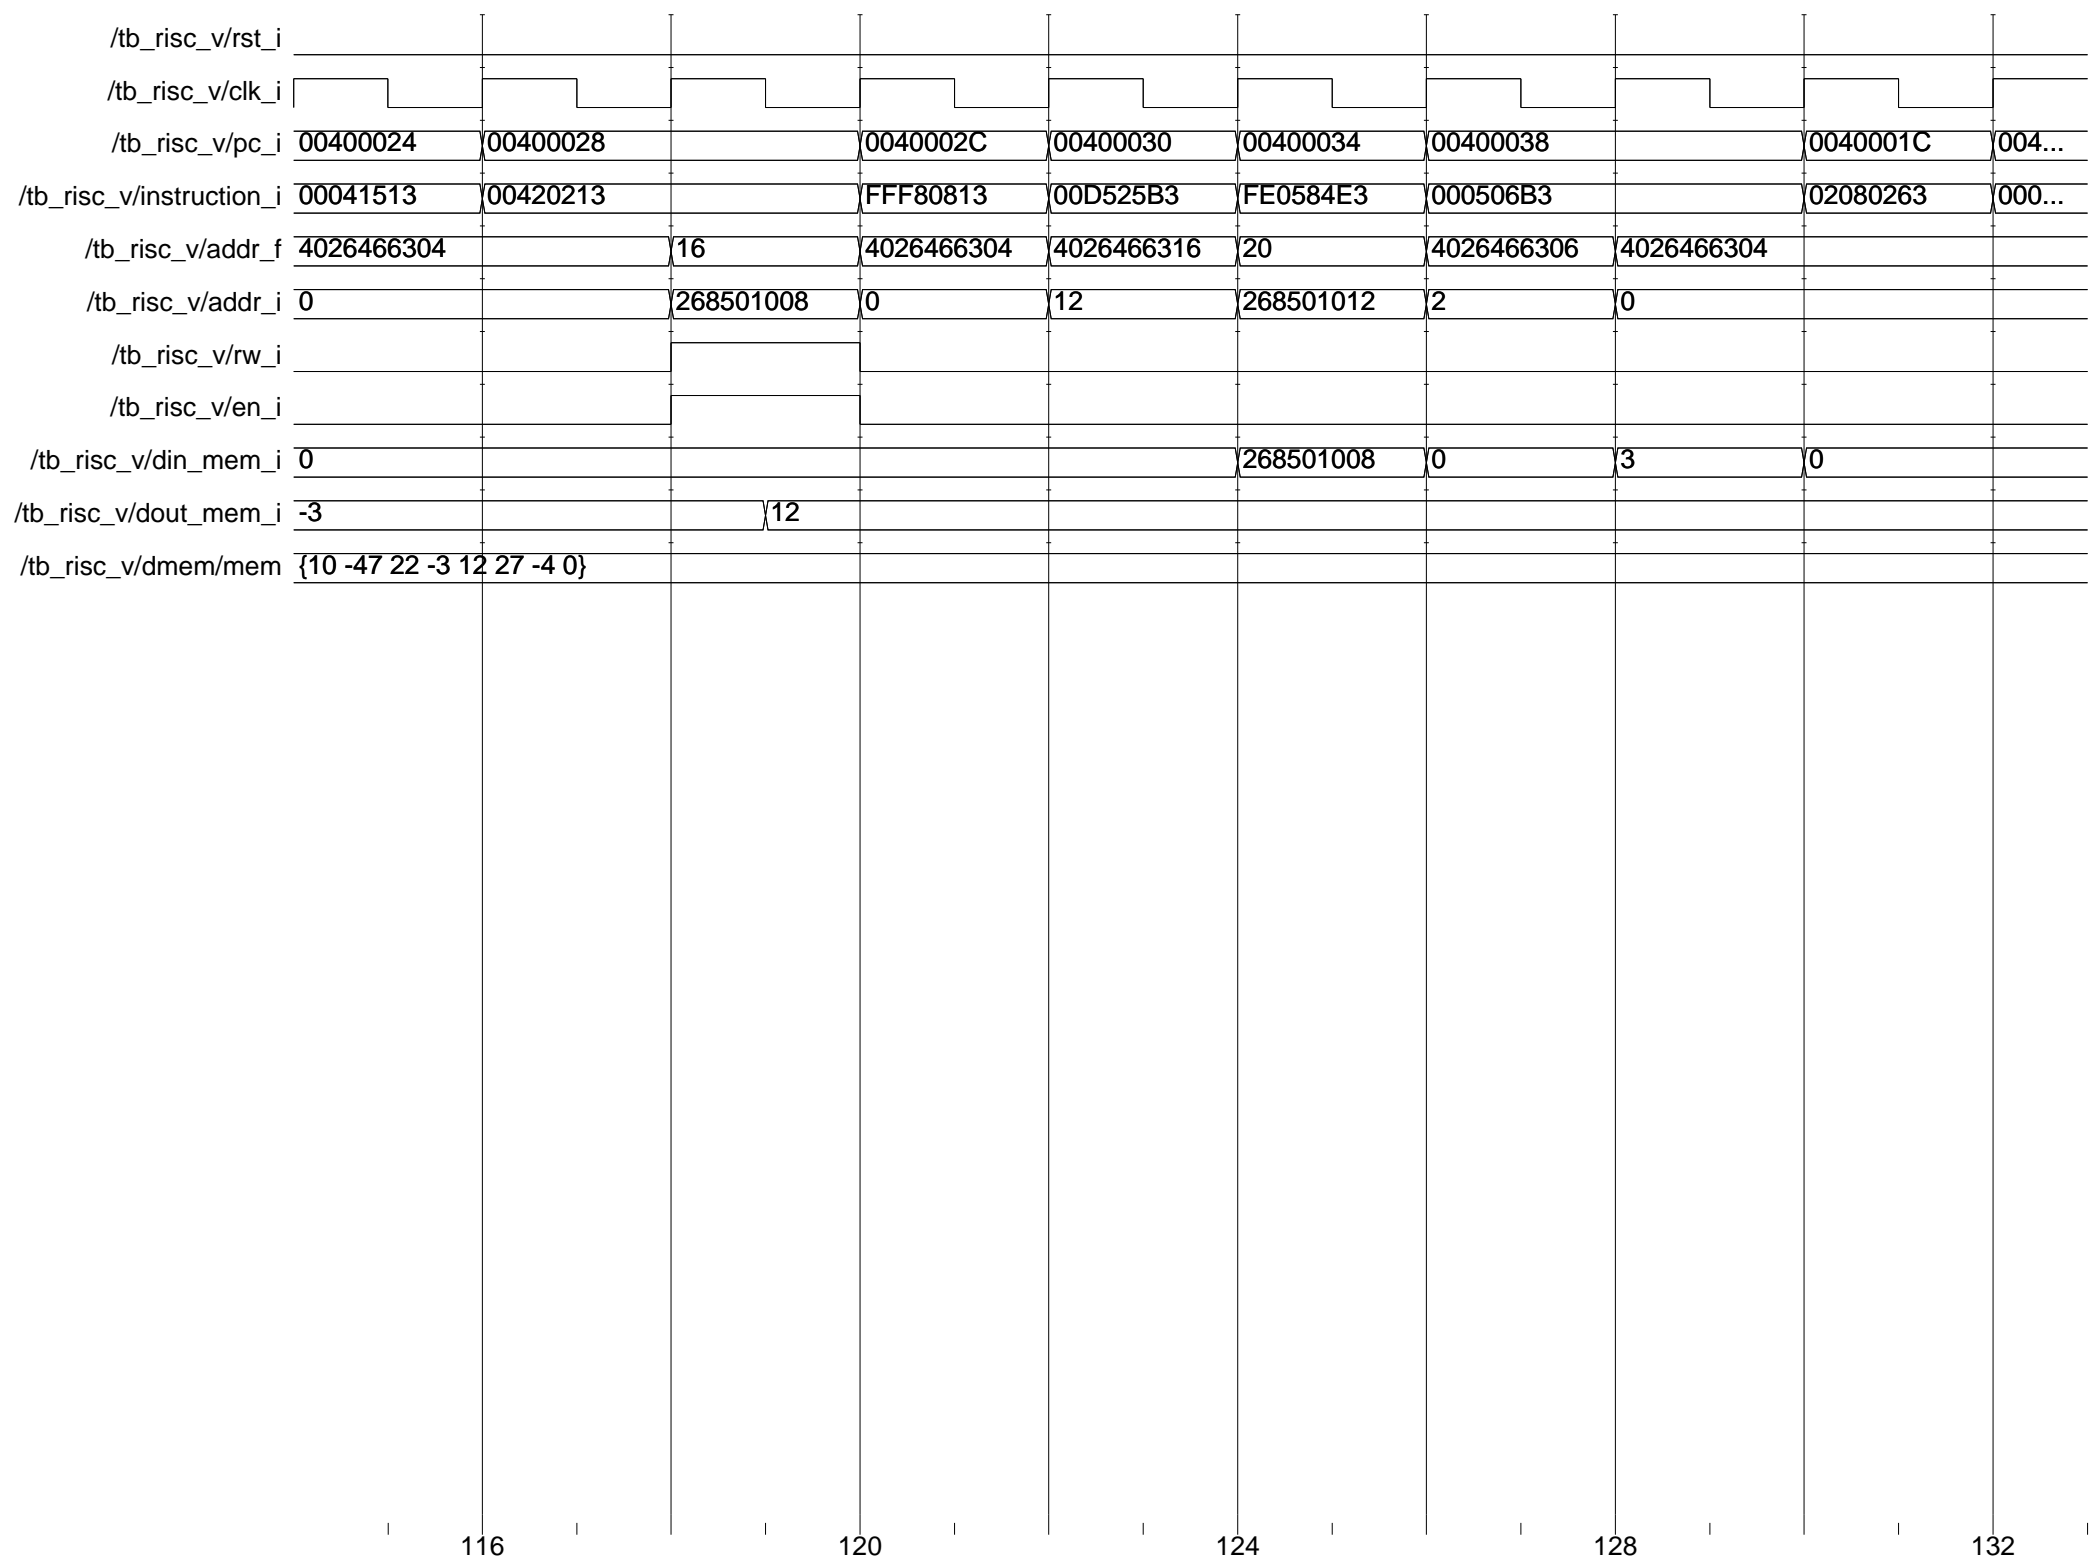 /tb_risc_v/rst_i
/tb_risc_v/clk_i
/tb_risc_v/pc_i 00400024 00400028 0040002C 00400030 00400034 00400038 0040001C 004...
/tb_risc_v/instruction_i 00041513 00420213 FFF80813 00D525B3 FE0584E3 000506B3 02080263 000...
/tb_risc_v/addr_f 4026466304 16 4026466304 4026466316 20 4026466306 4026466304
/tb_risc_v/addr_i 0 268501008 0 12 268501012 2 0
/tb_risc_v/rw_i
/tb_risc_v/en_i
/tb_risc_v/din_mem_i 0 268501008 0 3 0
/tb_risc_v/dout_mem_i -3 12
/tb_risc_v/dmem/mem {10 -47 22 -3 12 27 -4 0}
116 120 124 128 132